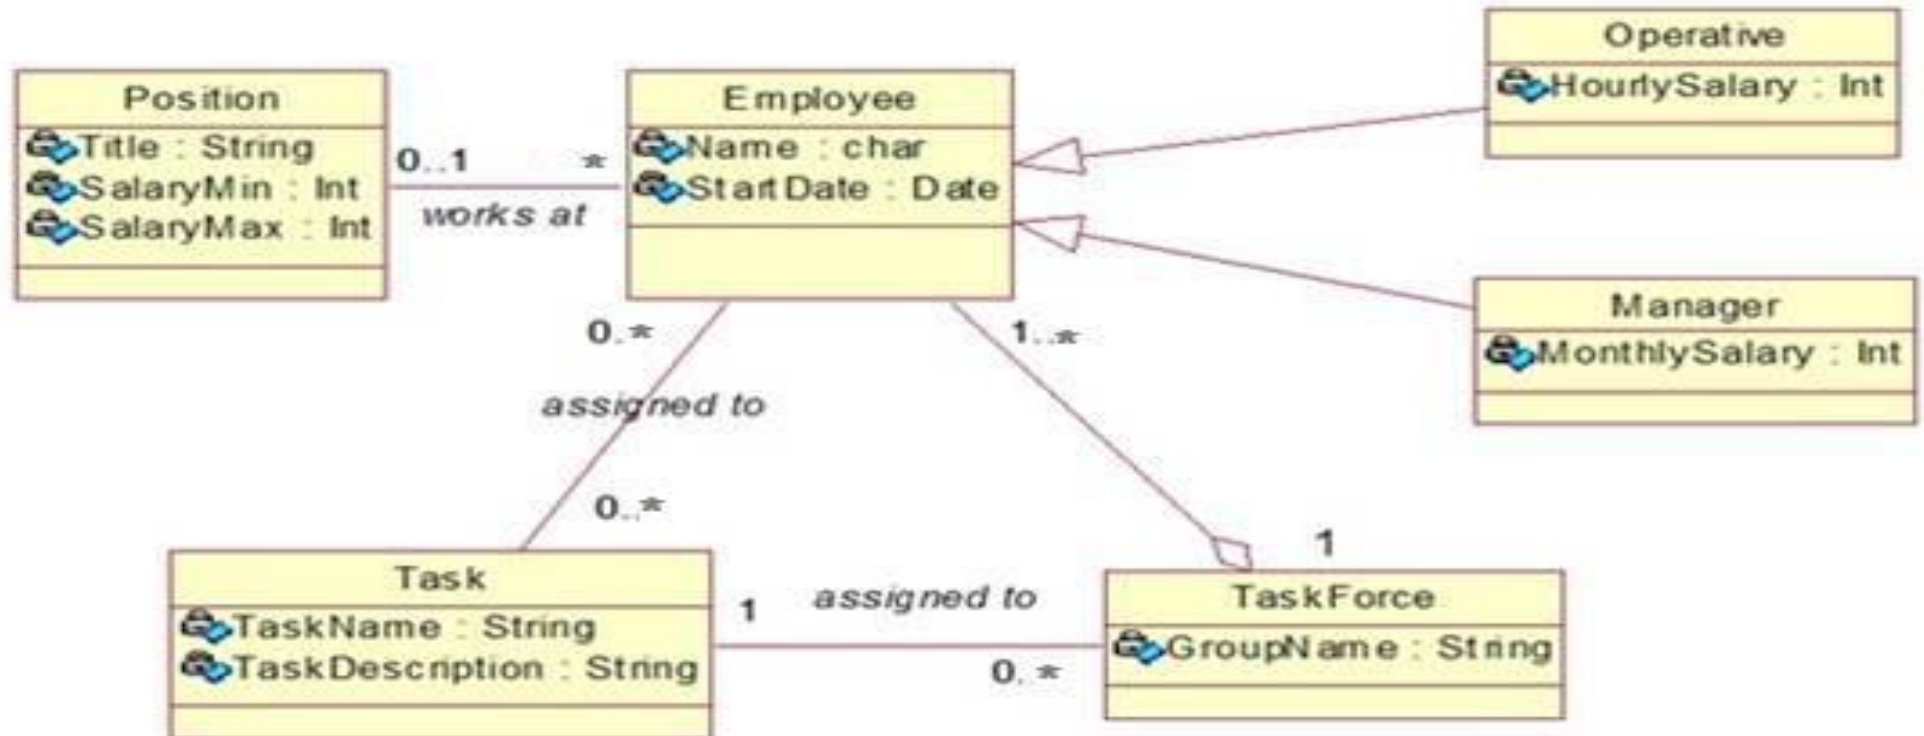 Position
Title : String
SalaryMin : Int
SalaryMax : Int
0..1
*
works at
Employee
Name : char
StartDate : Date
Operative
HourlySalary : Int
Manager
MonthlySalary : Int
0..*
assigned to
0..*
1..*
1
Task
TaskName : String
TaskDescription : String
1
assigned to
0..*
TaskForce
GroupName : String